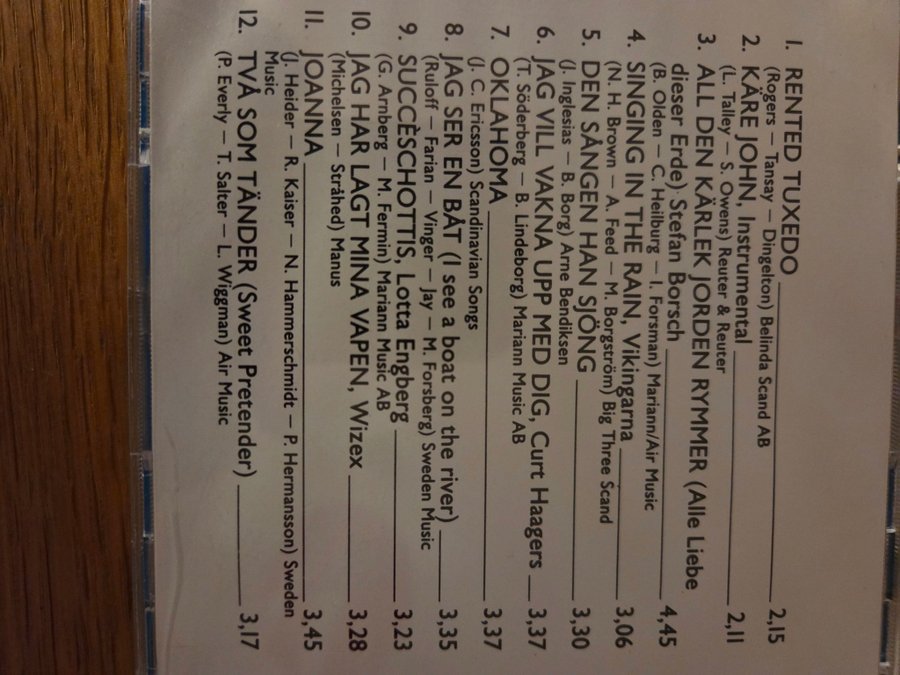 1. RENTED TUXEDO 2,15
(Rogers – Tansay – Dingelton) Belinda Scand AB
2. KÄRE JOHN, Instrumental 2,11
(L. Talley – S. Owens) Reuter & Reuter
3. ALL DEN KÄRLEK JORDEN RYMMER (Alle Liebe
dieser Erde) Stefan Borsch 4,45
(B. Olden – C. Heilburg – I. Forsman) Mariann/Air Music
4. SINGING IN THE RAIN, Vikingarna 3,06
(N. H. Brown – A. Feed – M. Borgström) Big Three Scand
5. DEN SÅNGEN HAN SJÖNG 3,30
(J. Inglesias – B. Borg) Arne Bendiksen
6. JAG VILL VAKNA UPP MED DIG, Curt Haagers 3,37
(T. Söderberg – B. Lindeborg) Mariann Music AB
7. OKLAHOMA 3,37
(J. C. Ericsson) Scandinavian Songs
8. JAG SER EN BÅT (I see a boat on the river) 3,35
(Ruloff – Farian – Vinger – Jay – M. Forsberg) Sweden Music
9. SUCCÈSCHOTTIS, Lotta Engberg 3,23
(G. Arnberg – M. Fermin) Mariann Music AB
10. JAG HAR LAGT MINA VAPEN, Wizex 3,28
(Michelsen – Stråhed) Manus
11. JOANNA 3,45
(J. Heider – R. Kaiser – N. Hammerschmidt – P. Hermansson) Sweden
Music
12. TVÅ SOM TÄNDER (Sweet Pretender) 3,17
(P. Everly – T. Salter – L. Wiggman) Air Music